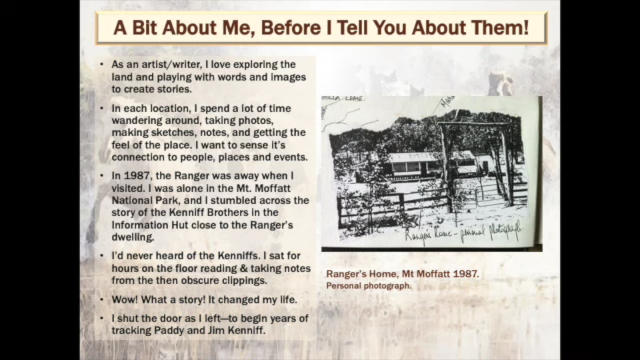 A Bit About Me, Before I Tell You About Them!
• As an artist/writer, I love exploring the
land and playing with words and images
to create stories.
• In each location, I spend a lot of time
wandering around, taking photos,
making sketches, notes, and getting the
feel of the place. I want to sense it's
connection to people, places and events.
• In 1987, the Ranger was away when I
visited. I was alone in the Mt. Moffatt
National Park, and I stumbled across the
story of the Kenniff Brothers in the
Information Hut close to the Ranger's
dwelling.
• I'd never heard of the Kenniffs. I sat for
hours on the floor reading & taking notes
from the then obscure clippings.
• Wow! What a story! It changed my life.
• I shut the door as I left—to begin years of
tracking Paddy and Jim Kenniff.
Rangers Home - personal photograph
Ranger's Home, Mt Moffatt 1987.
Personal photograph.